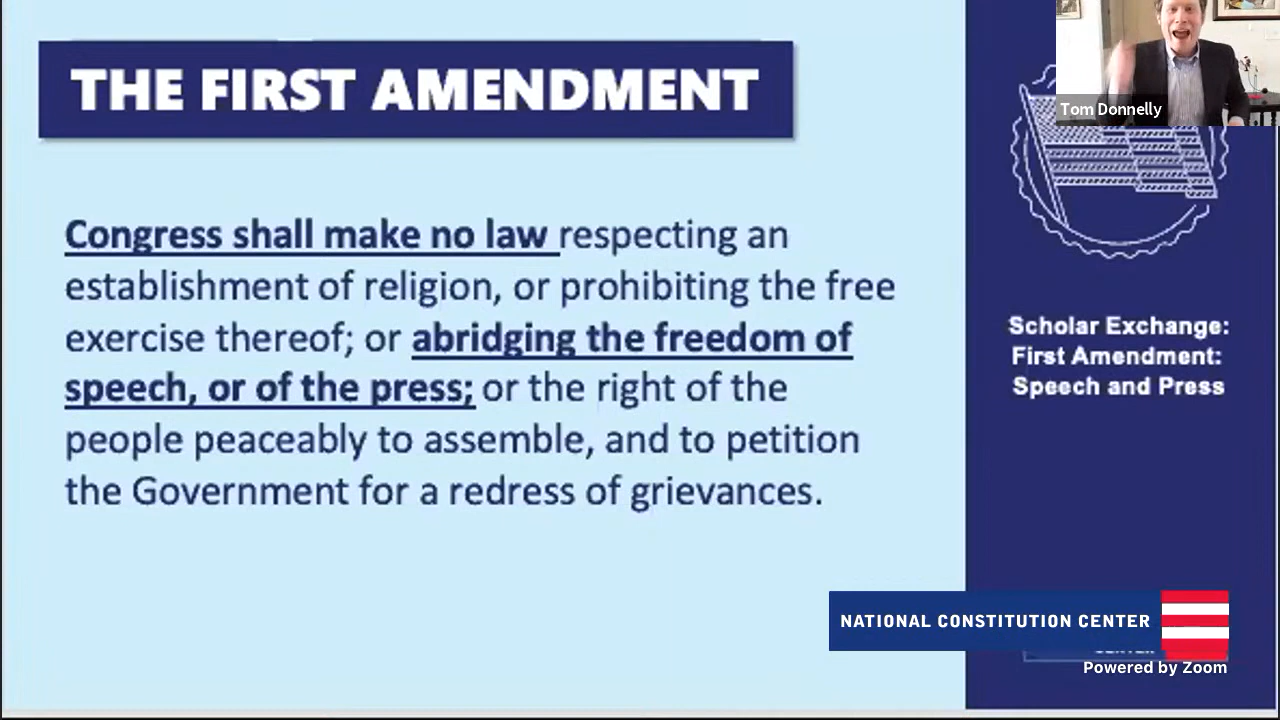 THE FIRST AMENDMENT
Congress shall make no law respecting an
establishment of religion, or prohibiting the free
exercise thereof; or abridging the freedom of
speech, or of the press; or the right of the
people peaceably to assemble, and to petition
the Government for a redress of grievances.
Tom Donnelly
Scholar Exchange:
First Amendment:
Speech and Press
NATIONAL CONSTITUTION CENTER
Powered by Zoom